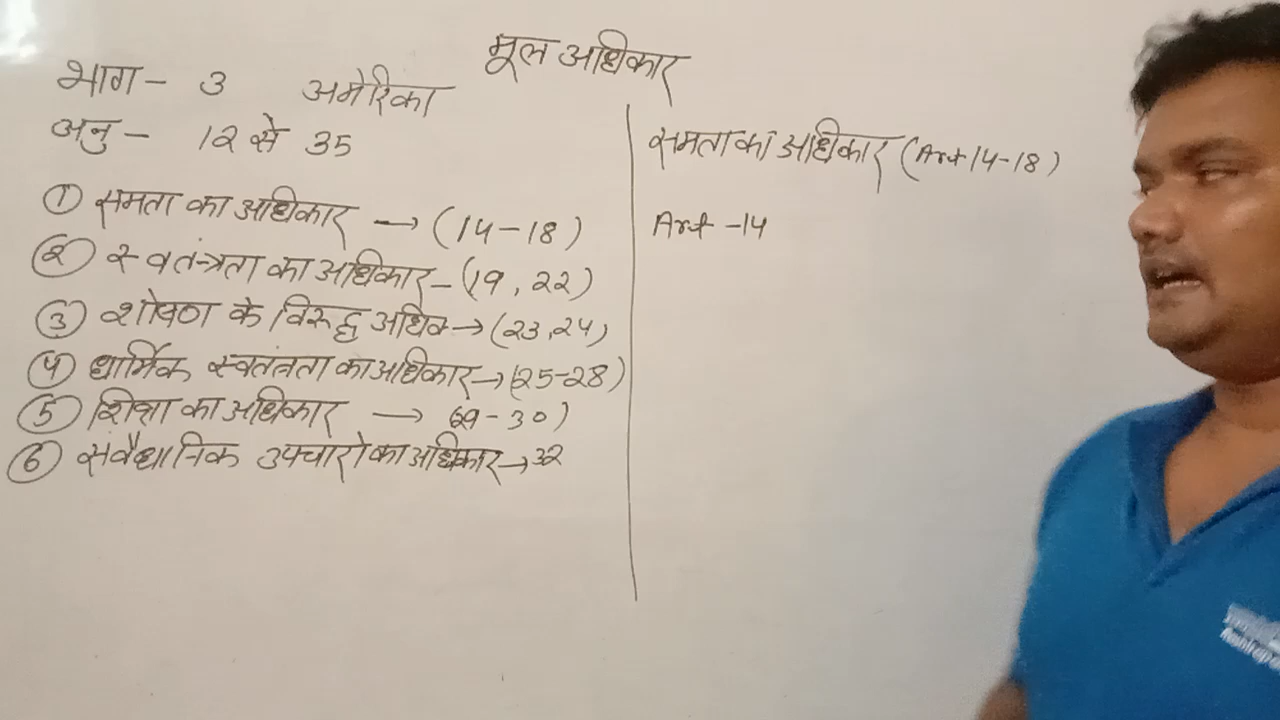 मूल अधिकार
भाग - 3 अमेरिका
अनु - 12 से 35
① समता का अधिकार → (14-18)
② स्वतंन्त्रता का अधिकार - (19, 22)
③ शोषण के विरूद्ध अधिक → (23,24)
④ धार्मिक स्वतंत्रता का अधिकार → (25-28)
⑤ शिक्षा का अधिकार → (29-30)
⑥ संवैधानिक उपचारो का अधिकार → 32
समता का अधिकार (Art 14-18)
Art -14